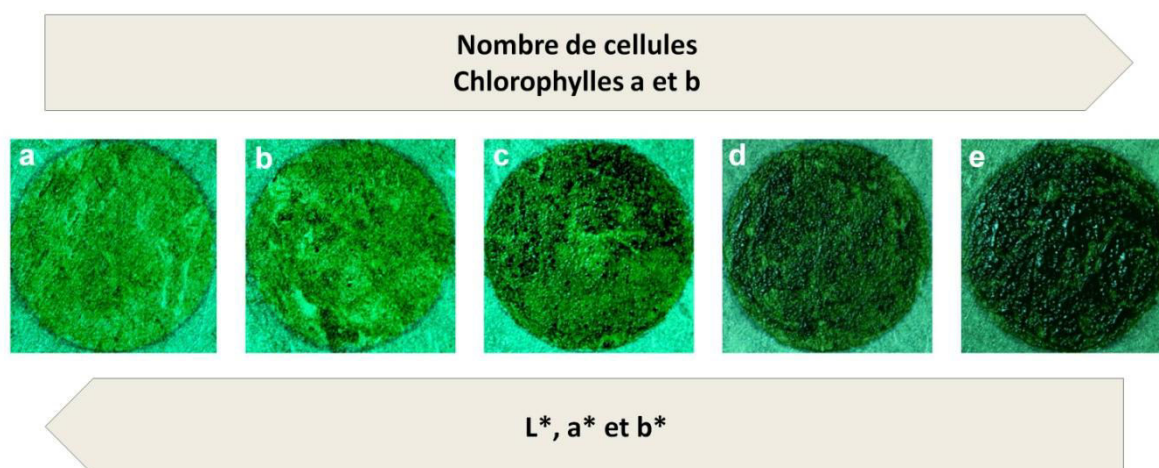 Nombre de cellules
Chlorophylles a et b
a b c d e
L*, a* et b*